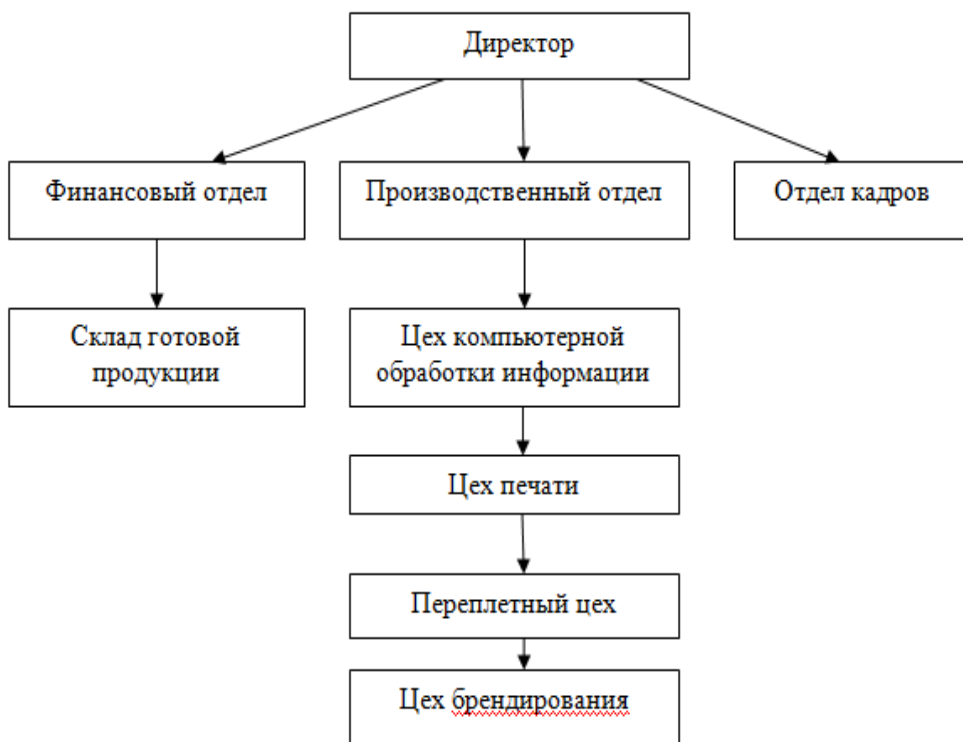 Директор
Финансовый отдел
Производственный отдел
Отдел кадров
Склад готовой
продукции
Цех компьютерной
обработки информации
Цех печати
Переплетный цех
Цех брендирования